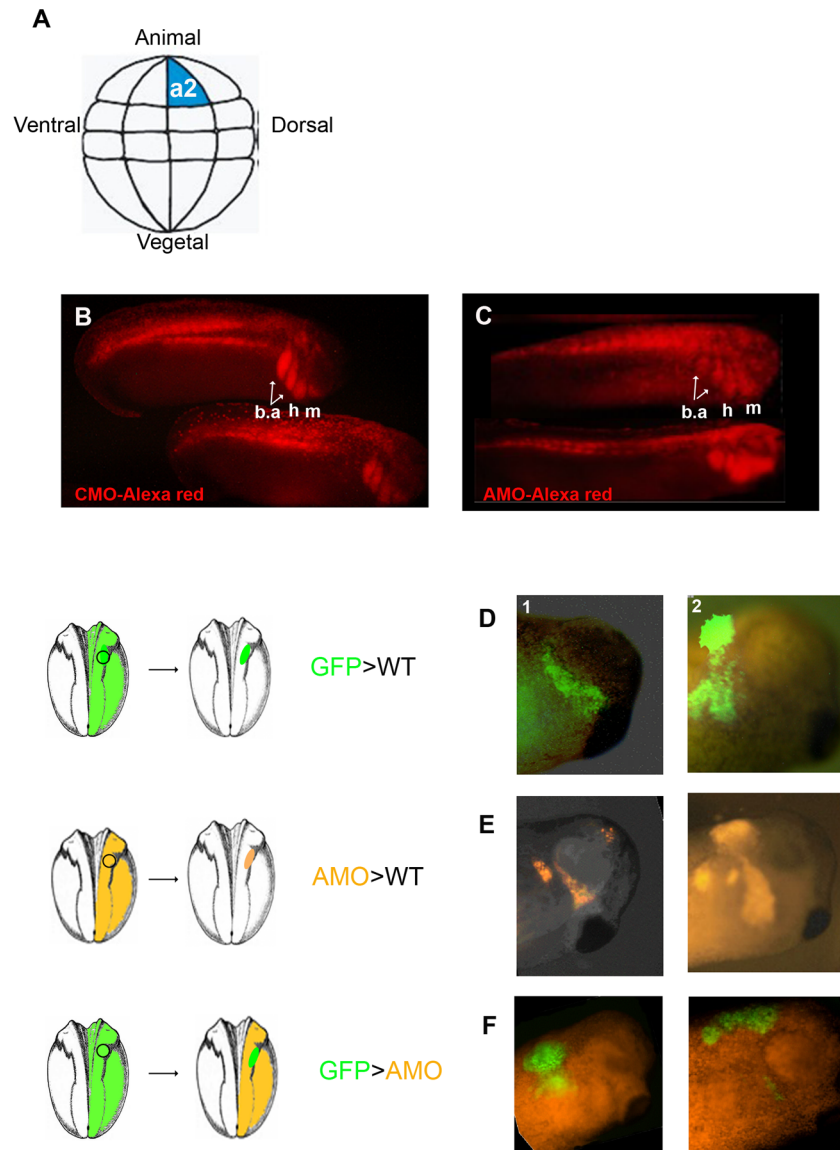 A
Animal
a2
Ventral
Dorsal
Vegetal
B
b.a h m
CMO-Alexa red
C
b.a h m
AMO-Alexa red
GFP>WT
D
1
2
AMO>WT
E
GFP>AMO
F